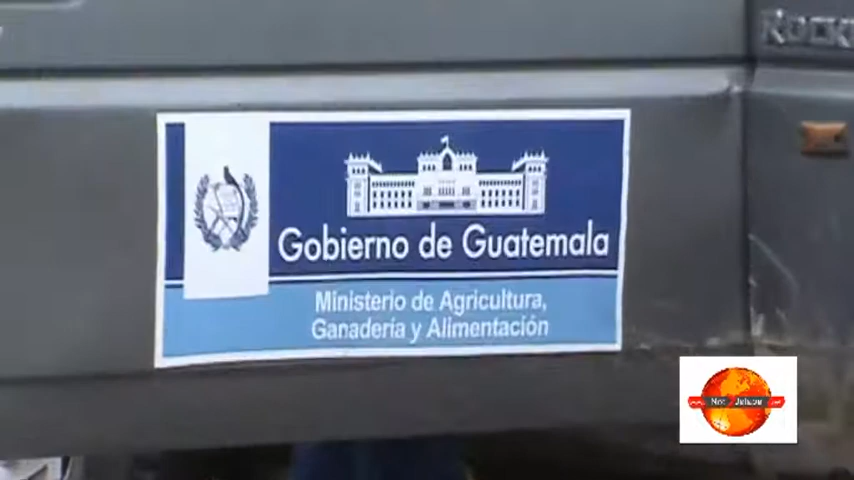 Gobierno de Guatemala
Ministerio de Agricultura,
Ganadería y Alimentación